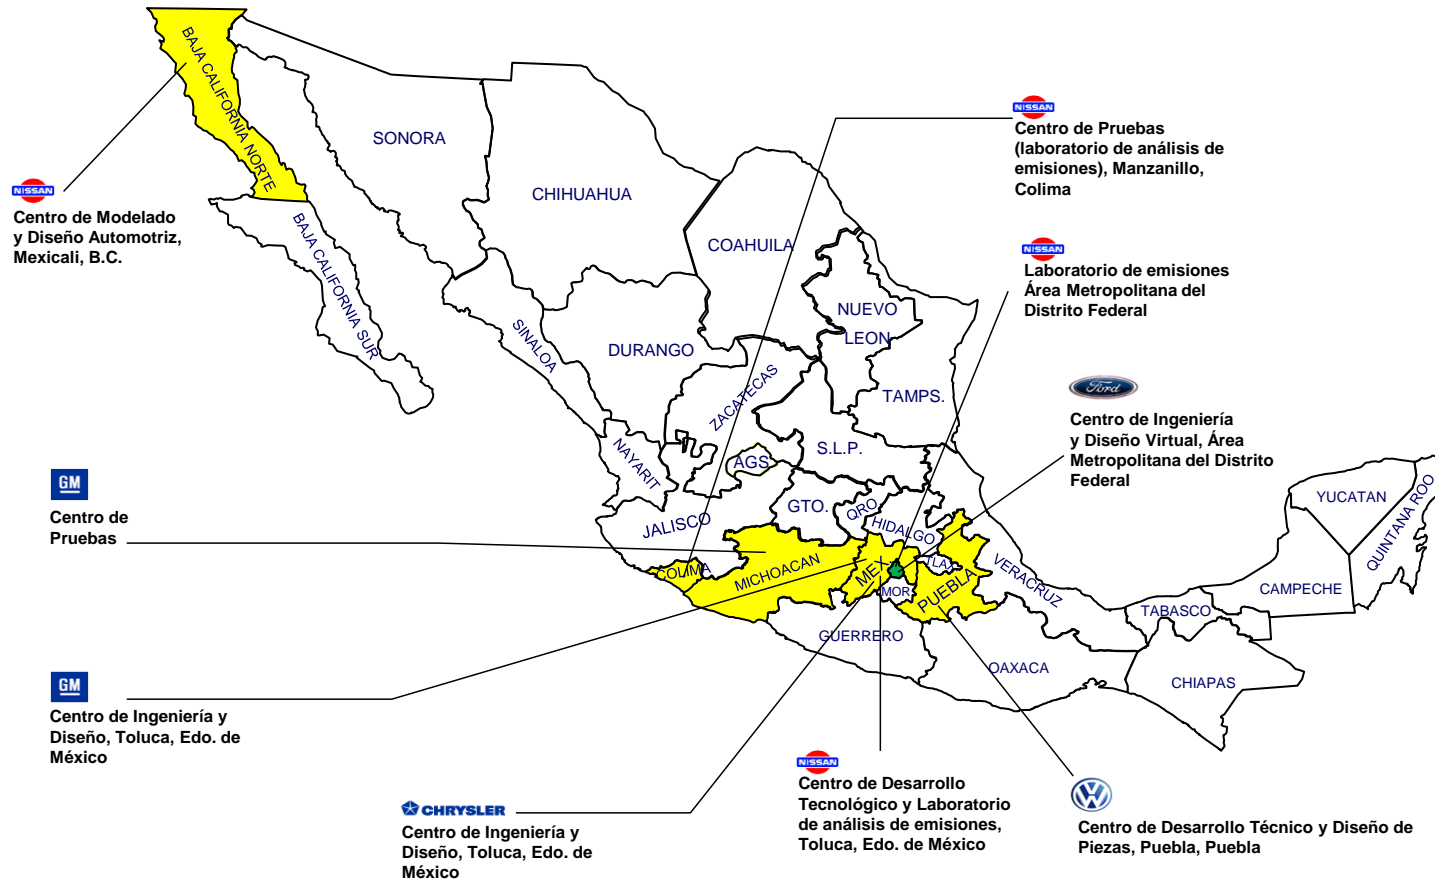 BAJA CALIFORNIA NORTE
SONORA
CHIHUAHUA
COAHUILA
BAJA CALIFORNIA SUR
SINALOA
DURANGO
NUEVO
LEON
TAMPS.
ZACATECAS
NAYARIT
AGS
S.L.P.
JALISCO
GTO.
QRO
HIDALGO
COLIMA
MICHOACAN
MEX
TLAX
MOR
PUEBLA
VERACRUZ
GUERRERO
OAXACA
TABASCO
CHIAPAS
CAMPECHE
YUCATAN
QUINTANA ROO
NISSAN
Centro de Modelado
y Diseño Automotriz,
Mexicali, B.C.
NISSAN
Centro de Pruebas
(laboratorio de análisis de
emisiones), Manzanillo,
Colima
NISSAN
Laboratorio de emisiones
Área Metropolitana del
Distrito Federal
Ford
Centro de Ingeniería
y Diseño Virtual, Área
Metropolitana del Distrito
Federal
GM
Centro de
Pruebas
GM
Centro de Ingeniería y
Diseño, Toluca, Edo. de
México
CHRYSLER
Centro de Ingeniería y
Diseño, Toluca, Edo. de
México
NISSAN
Centro de Desarrollo
Tecnológico y Laboratorio
de análisis de emisiones,
Toluca, Edo. de México
VW
Centro de Desarrollo Técnico y Diseño de
Piezas, Puebla, Puebla